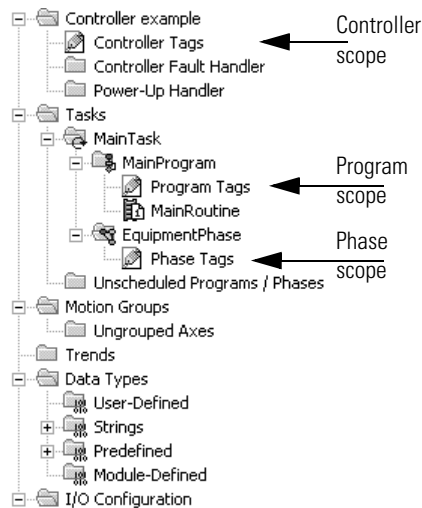 Controller example
Controller Tags
Controller
scope
Controller Fault Handler
Power-Up Handler
Tasks
MainTask
MainProgram
Program Tags
Program
scope
MainRoutine
EquipmentPhase
Phase Tags
Phase
scope
Unscheduled Programs / Phases
Motion Groups
Ungrouped Axes
Trends
Data Types
User-Defined
Strings
Predefined
Module-Defined
I/O Configuration